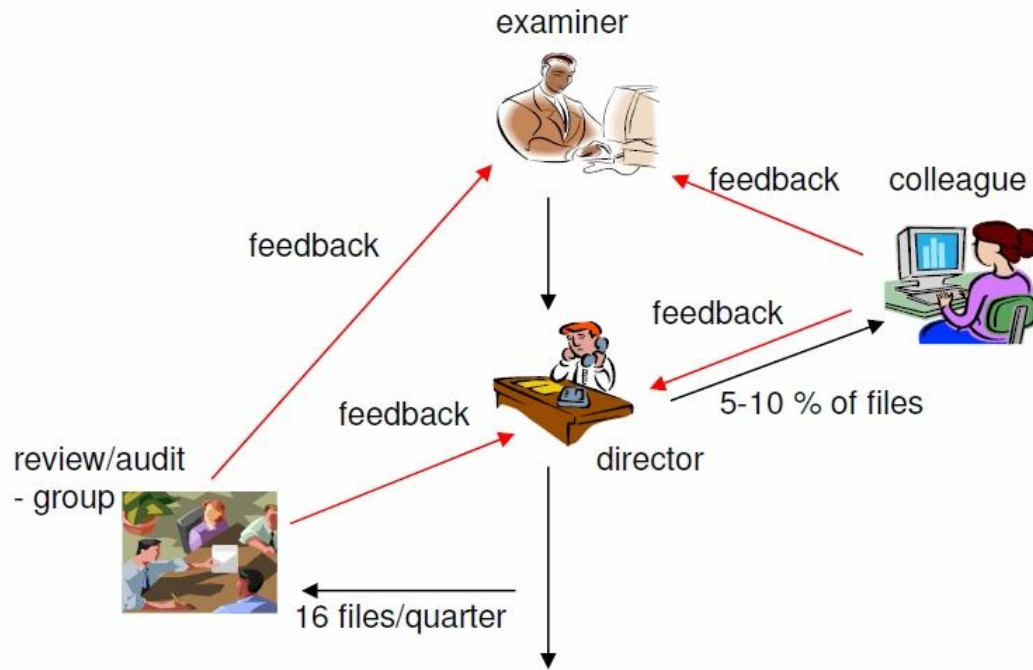 examiner
feedback
colleague
feedback
feedback
5-10 % of files
feedback
director
review/audit
- group
16 files/quarter